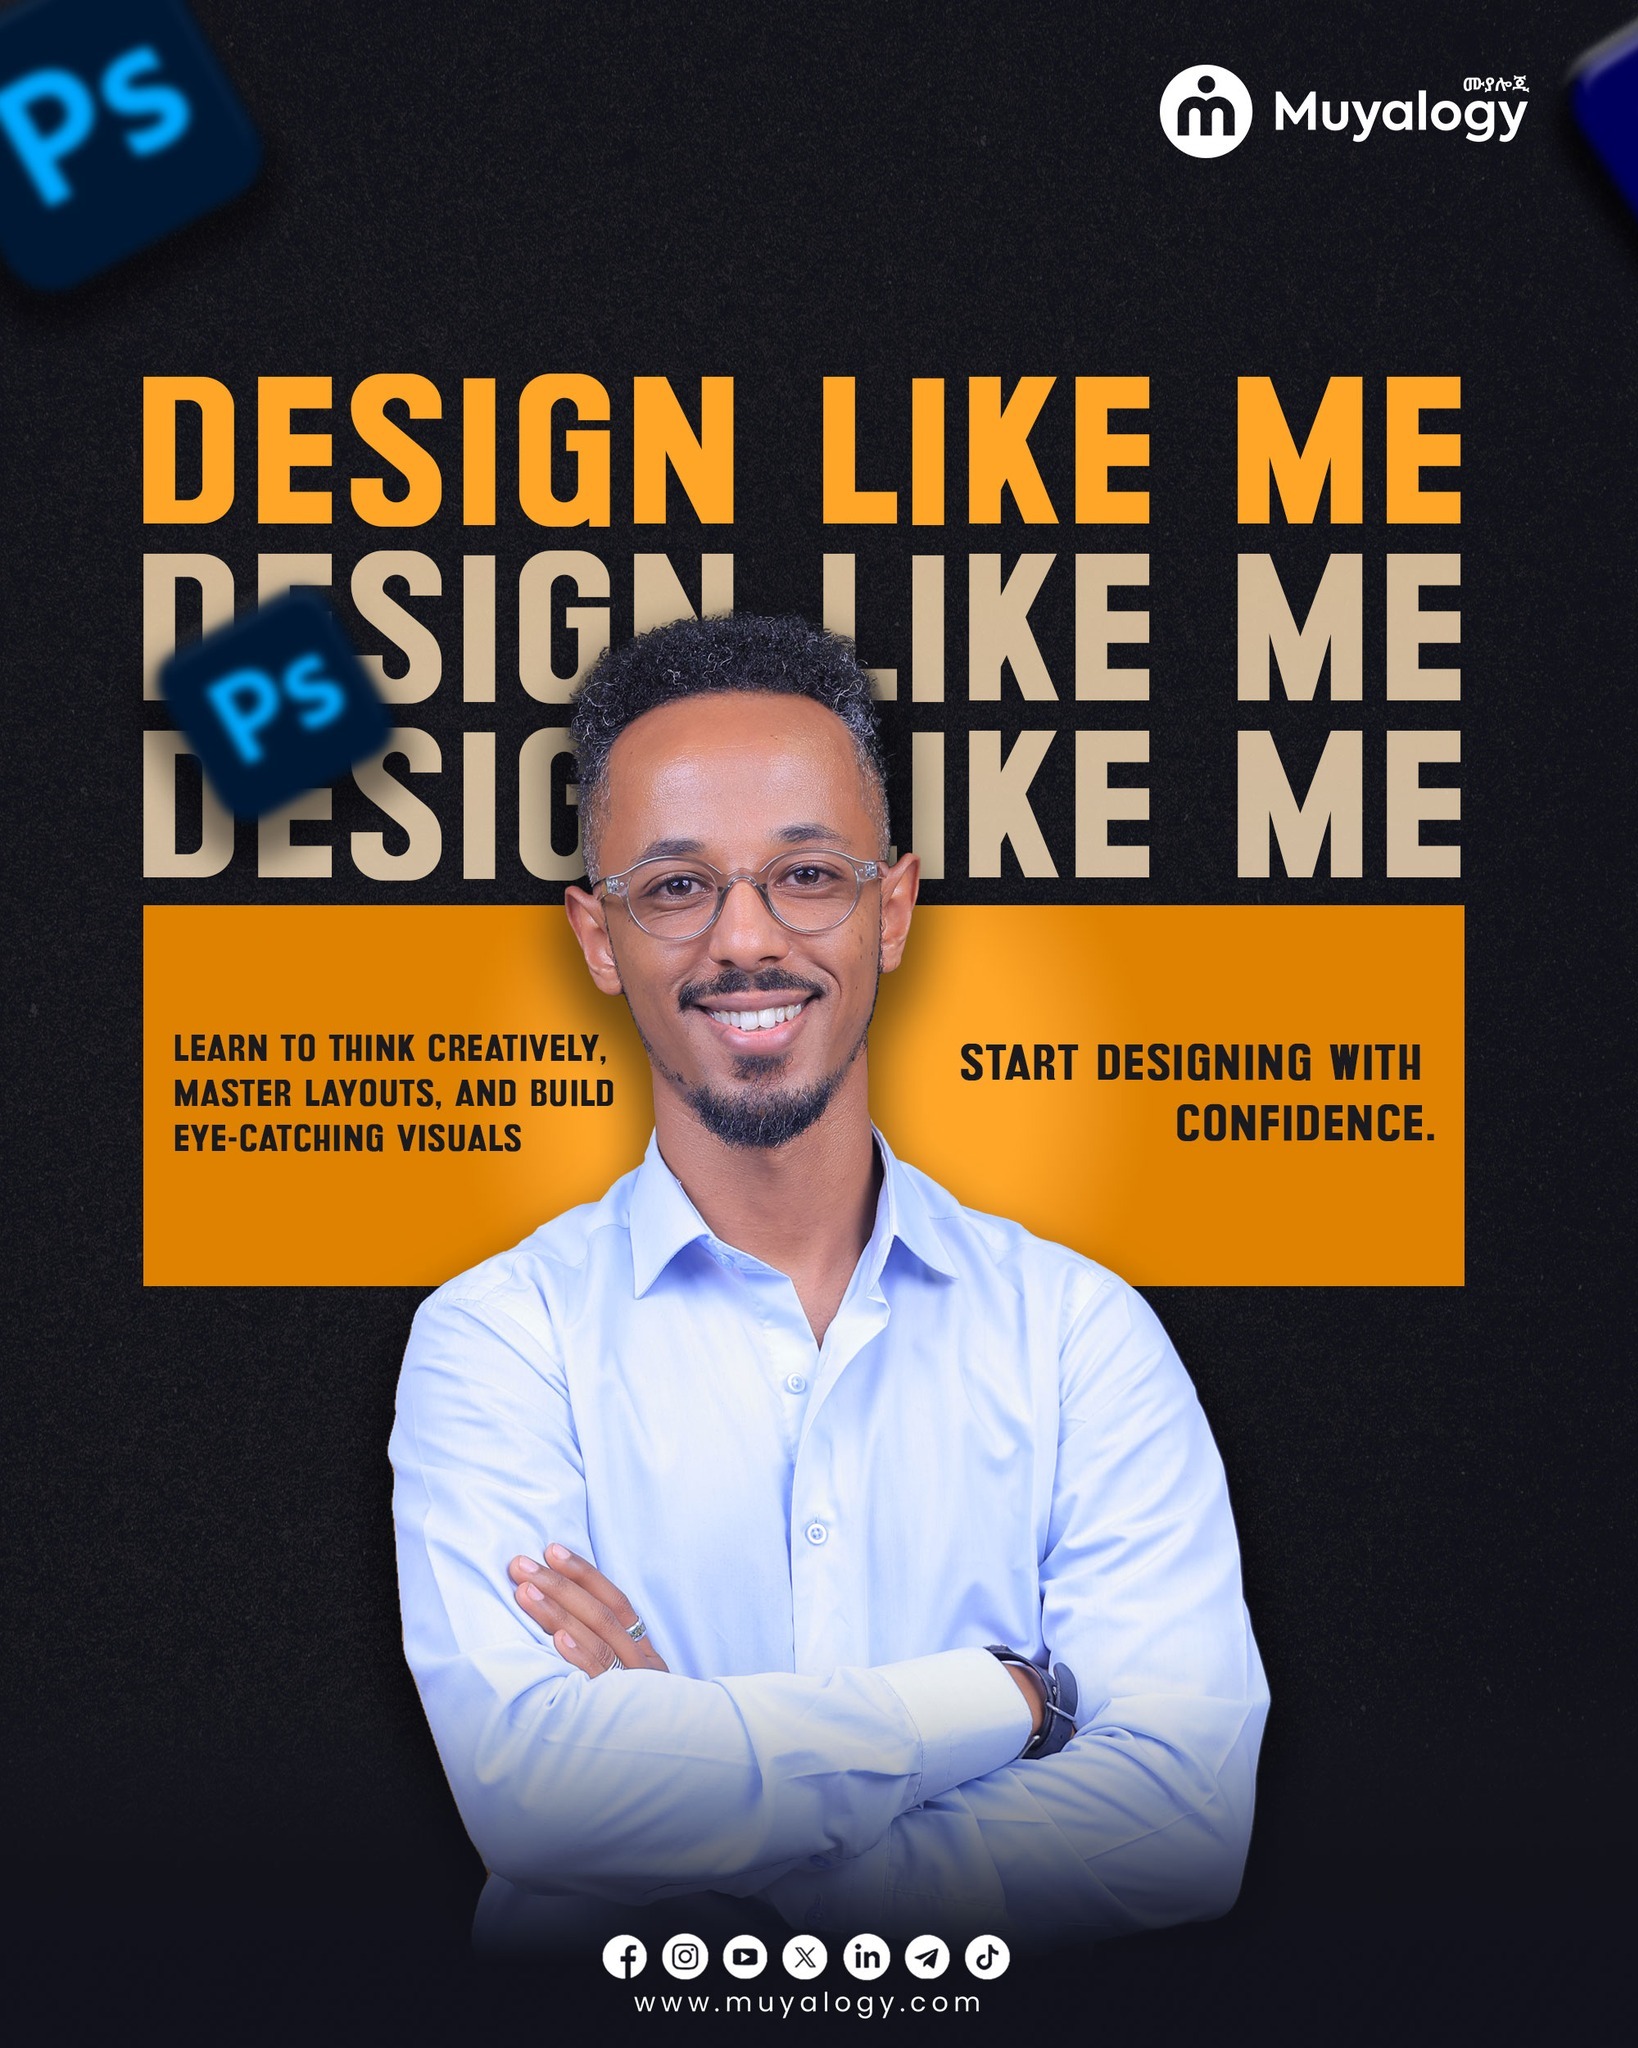 Ps
ሙያሎጂ
Muyalogy
DESIGN LIKE ME
DESIGN LIKE ME
Ps
DESIGN LIKE ME
LEARN TO THINK CREATIVELY,
MASTER LAYOUTS, AND BUILD
EYE-CATCHING VISUALS
START DESIGNING WITH
CONFIDENCE.
www.muyalogy.com